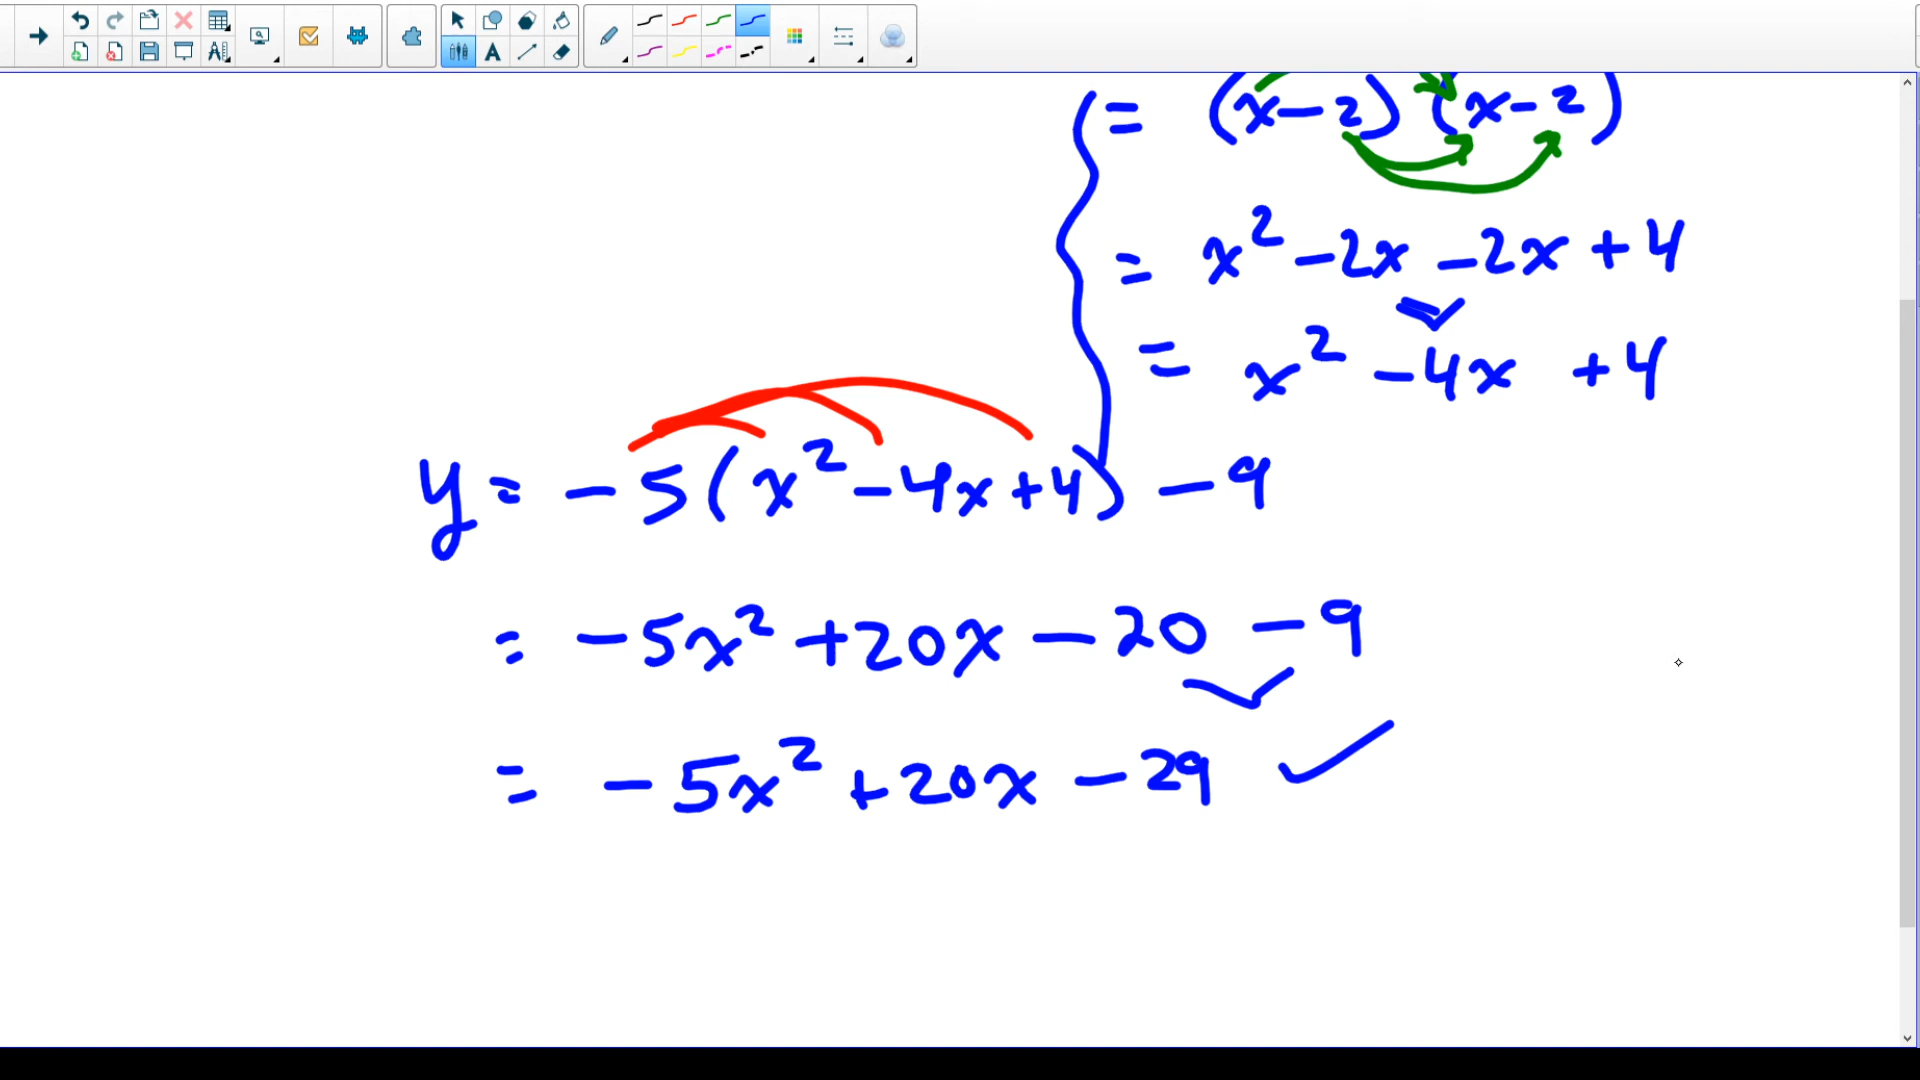 = (x-2)(x-2)
= x² -2x -2x +4
= x² -4x +4
y = -5(x² -4x+4) -9
= -5x² +20x -20 -9
= -5x² +20x -29 ✓